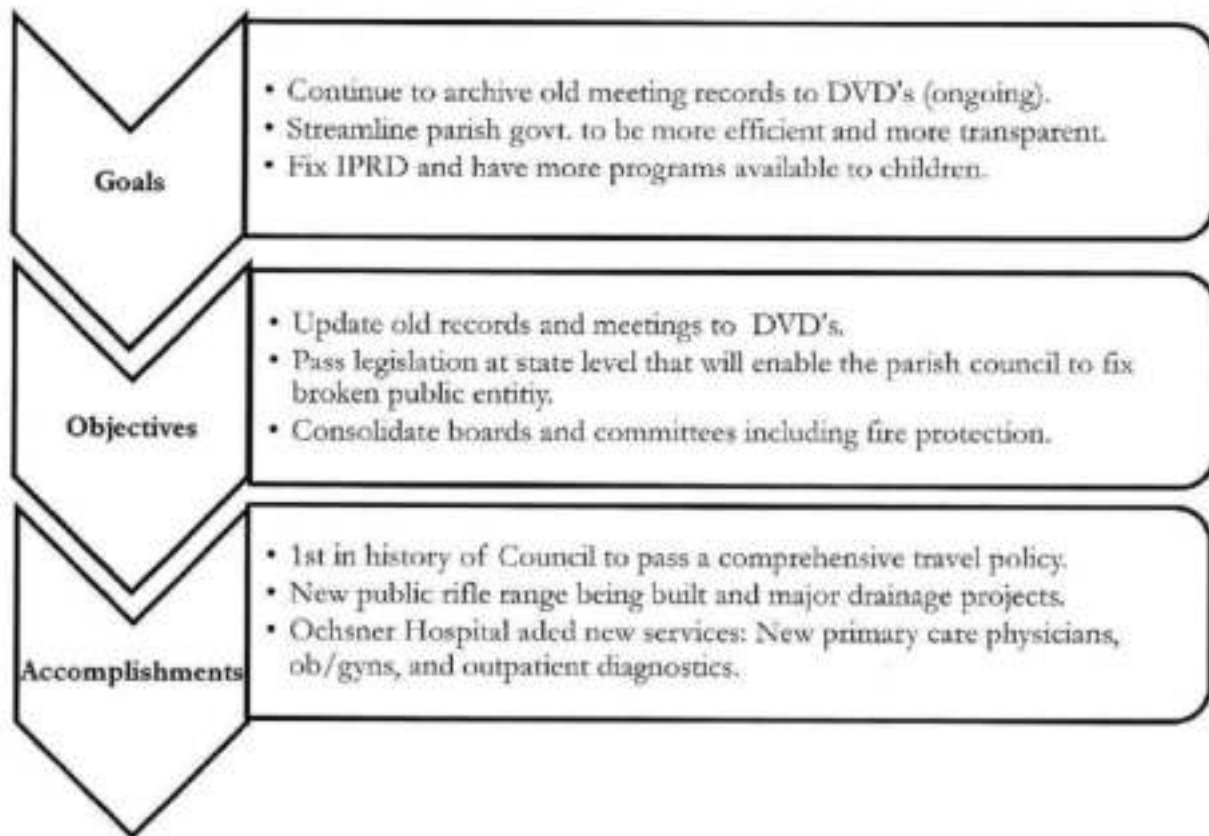 Goals
• Continue to archive old meeting records to DVD's (ongoing).
• Streamline parish govt. to be more efficient and more transparent.
• Fix IPRD and have more programs available to children.
Objectives
• Update old records and meetings to DVD's.
• Pass legislation at state level that will enable the parish council to fix
broken public entitiy.
• Consolidate boards and committees including fire protection.
Accomplishments
• 1st in history of Council to pass a comprehensive travel policy.
• New public rifle range being built and major drainage projects.
• Ochsner Hospital aded new services: New primary care physicians,
ob/gyns, and outpatient diagnostics.